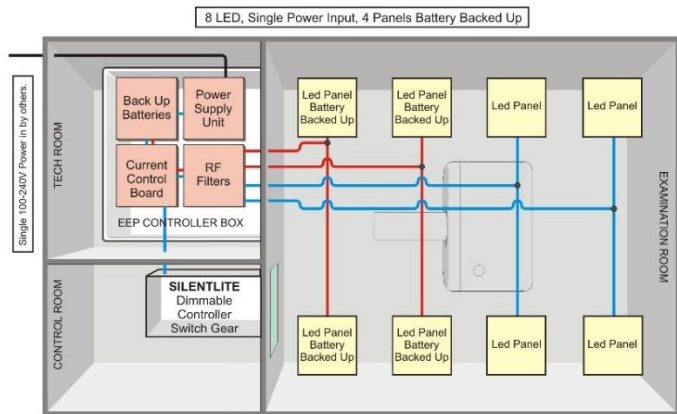 8 LED, Single Power Input, 4 Panels Battery Backed Up
Single 100-240V Power in by others.
TECH ROOM
Back Up
Batteries
Power
Supply
Unit
Current
Control
Board
RF
Filters
EEP CONTROLLER BOX
CONTROL ROOM
SILENTLITE
Dimmable
Controller
Switch Gear
Led Panel
Battery
Backed Up
Led Panel
Battery
Backed Up
Led Panel
Led Panel
EXAMINATION ROOM
Led Panel
Battery
Backed Up
Led Panel
Battery
Backed Up
Led Panel
Led Panel